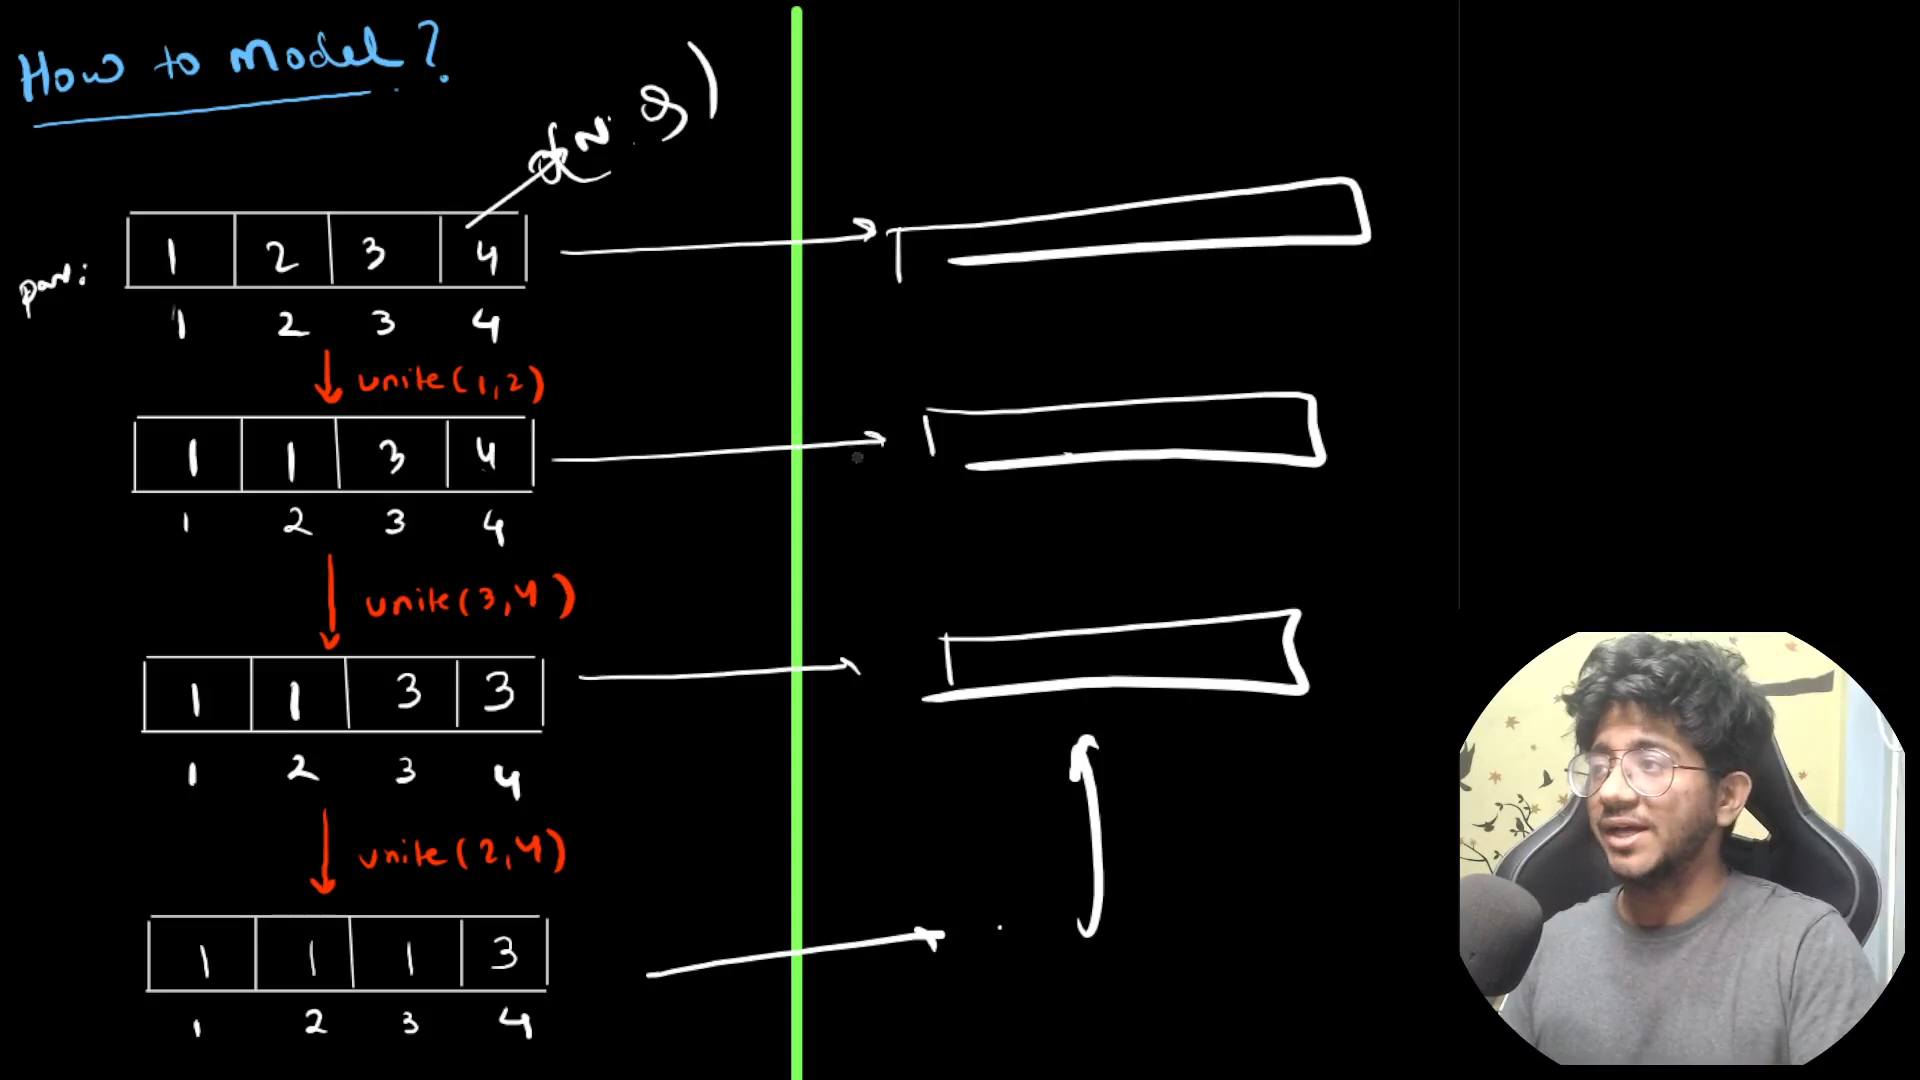 How to Model?
(N.Q)
par:
1 2 3 4
1 2 3 4
unite(1,2)
1 1 3 4
1 2 3 4
unite(3,4)
1 1 3 3
1 2 3 4
unite(2,4)
1 1 1 3
1 2 3 4